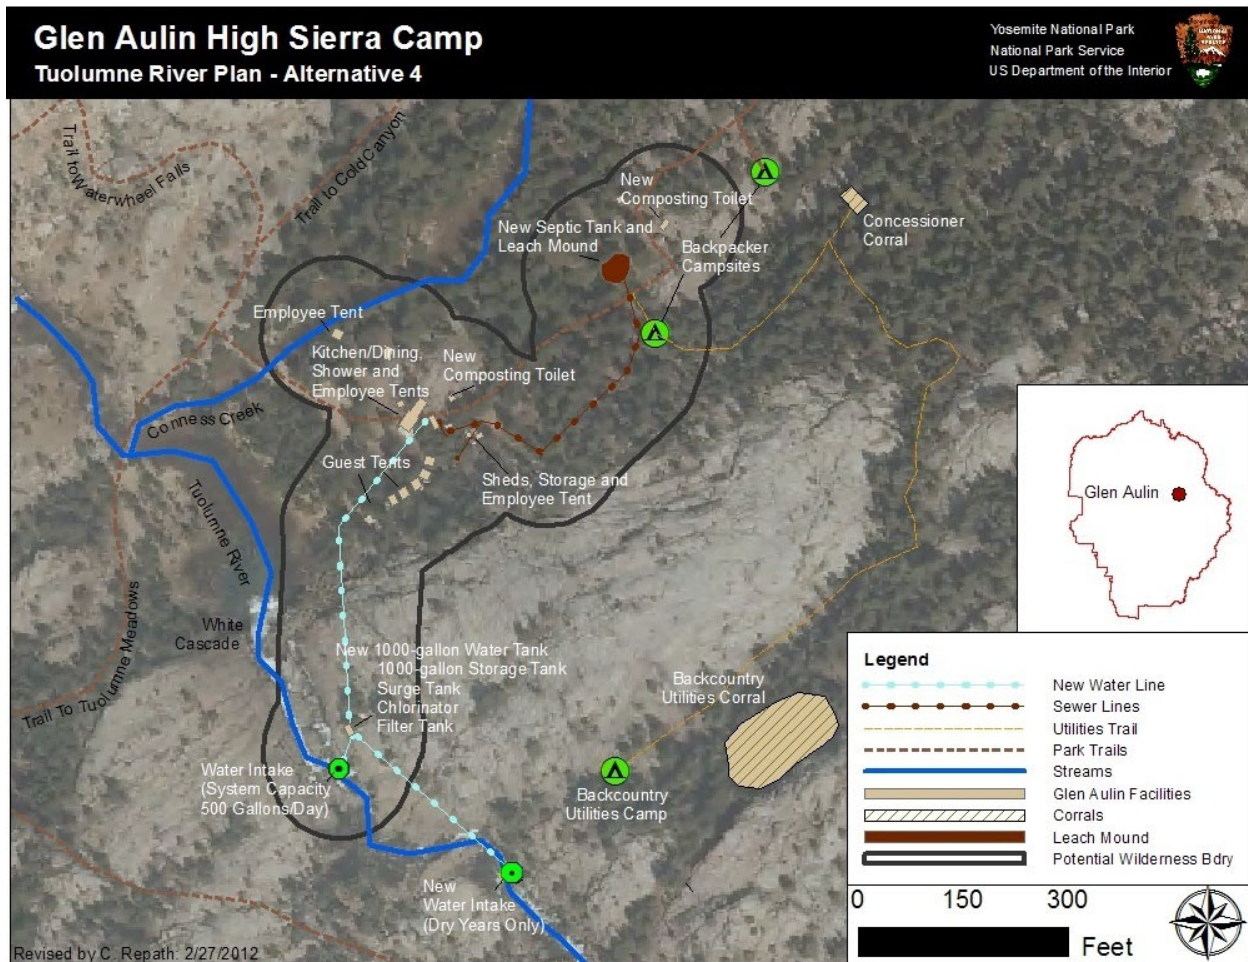 Glen Aulin High Sierra Camp
Tuolumne River Plan - Alternative 4
Yosemite National Park
National Park Service
US Department of the Interior
Trail to Waterwheel Falls
Trail to Cold Canyon
New
Composting Toilet
New Septic Tank and
Leach Mound
Backpacker
Campsites
Concessioner
Corral
Employee Tent
Kitchen/Dining,
Shower and
Employee Tents
New
Composting Toilet
Conness Creek
Guest Tents
Sheds, Storage and
Employee Tent
Tuolumne River
White
Cascade
Trail To Tuolumne Meadows
New 1000-gallon Water Tank
1000-gallon Storage Tank
Surge Tank
Chlorinator
Filter Tank
Water Intake
(System Capacity
500 Gallons/Day)
Backcountry
Utilities Corral
Backcountry
Utilities Camp
New
Water Intake
(Dry Years Only)
Glen Aulin
Legend
New Water Line
Sewer Lines
Utilities Trail
Park Trails
Streams
Glen Aulin Facilities
Corrals
Leach Mound
Potential Wilderness Bdry
0 150 300
Feet
Revised by C. Repath: 2/27/2012